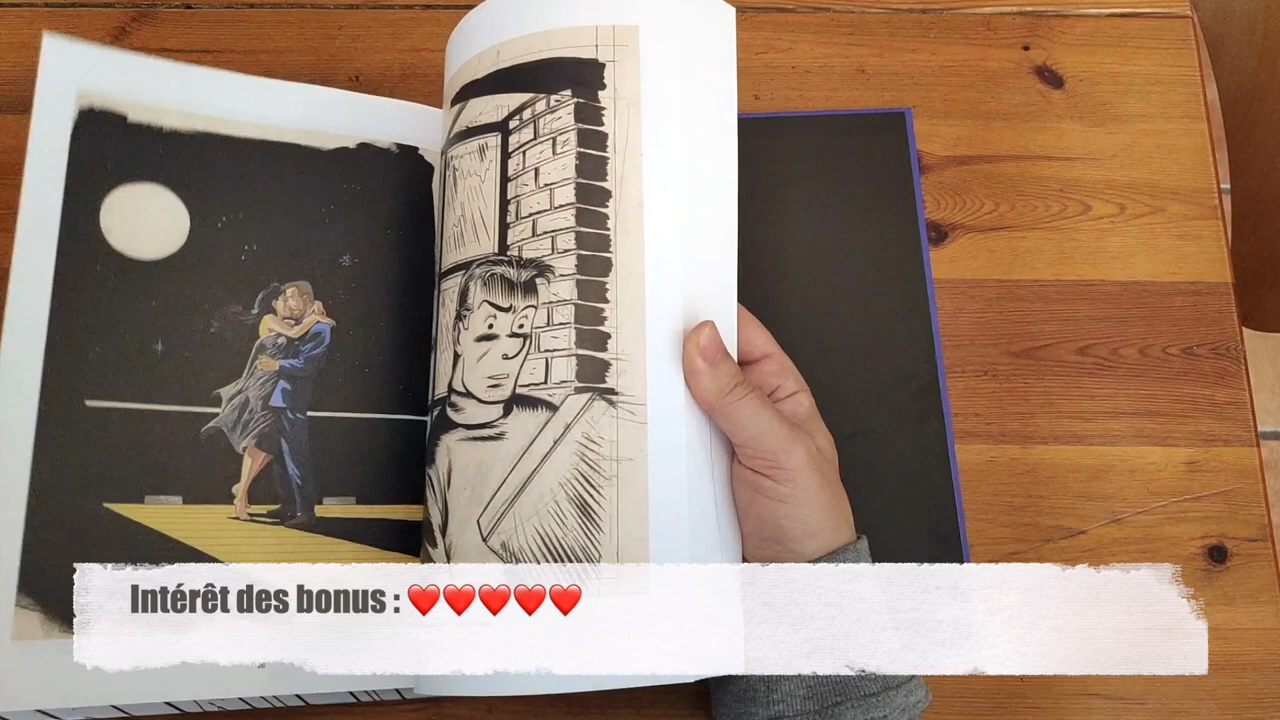 Intérêt des bonus : ❤️❤️❤️❤️❤️